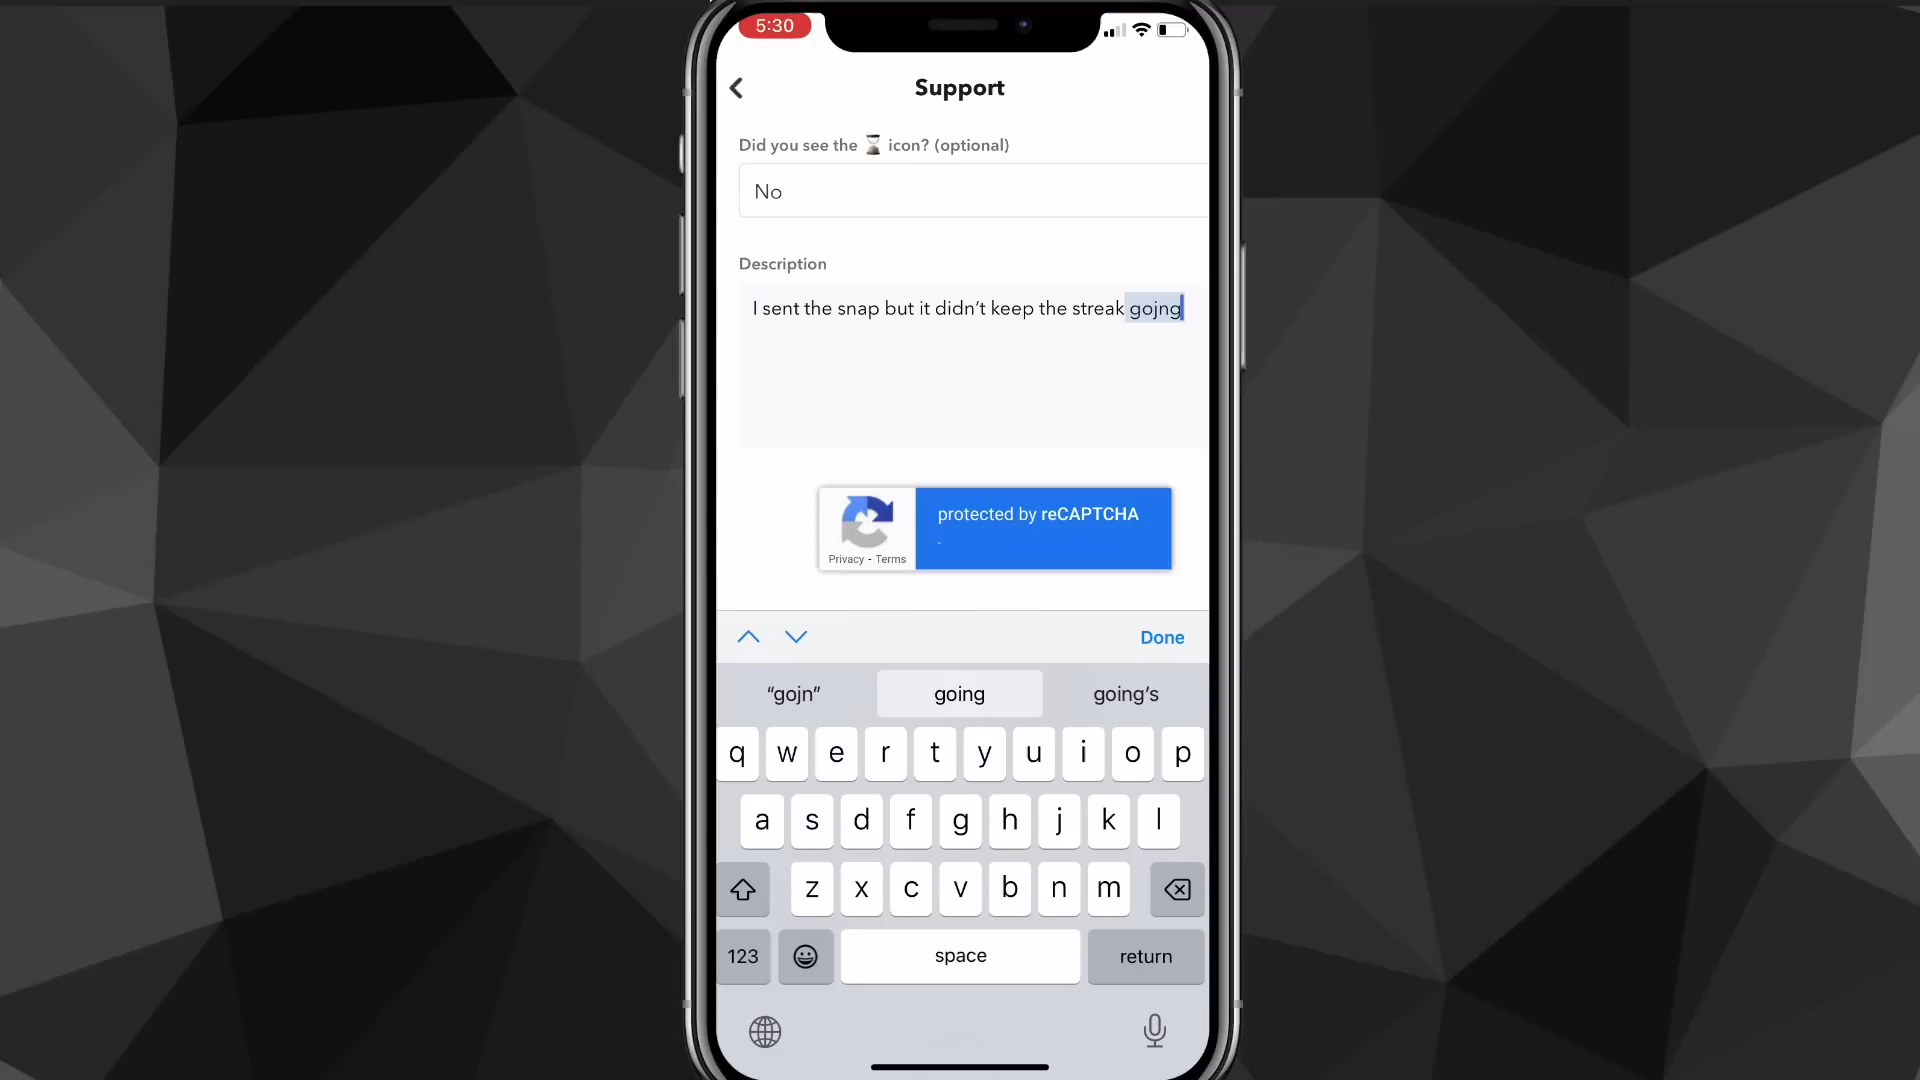 5:30
Support
Did you see the ⌛ icon? (optional)
No
Description
I sent the snap but it didn’t keep the streak gojng
protected by reCAPTCHA
Privacy - Terms
Done
“gojn” going going’s
q w e r t y u i o p
a s d f g h j k l
z x c v b n m
123 space return